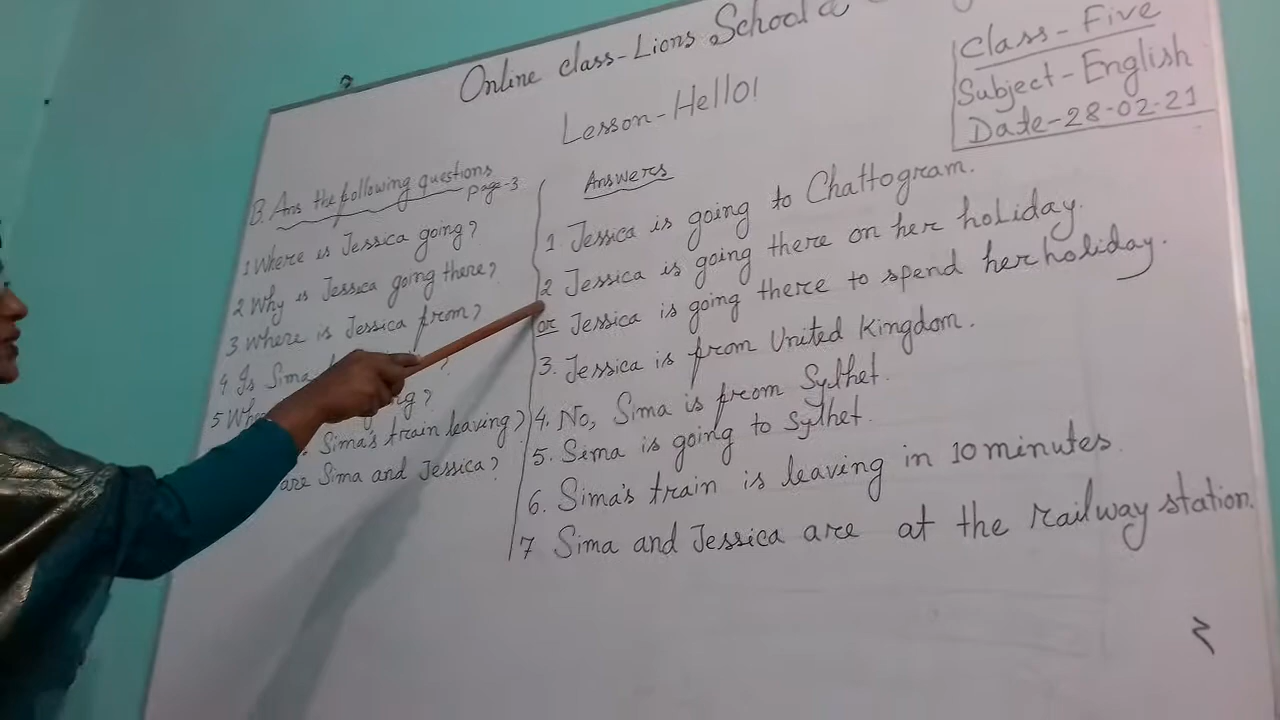 Online class-Lions School
Lesson-Hello!
Class-Five
Subject-English
Date-28-02-21
B. Ans the following questions
page-3
1 Where is Jessica going?
2 Why is Jessica going there?
3 Where is Jessica from?
4 Is Sima ?
5 ?
Sima's train leaving?
are Sima and Jessica?
Answers
1 Jessica is going to Chattogram.
2 Jessica is going there on her holiday.
or Jessica is going there to spend her holiday.
3. Jessica is from United Kingdom.
4. No, Sima is from Sylhet.
5. Sima is going to Sylhet.
6. Sima's train is leaving in 10 minutes.
7 Sima and Jessica are at the railway station.